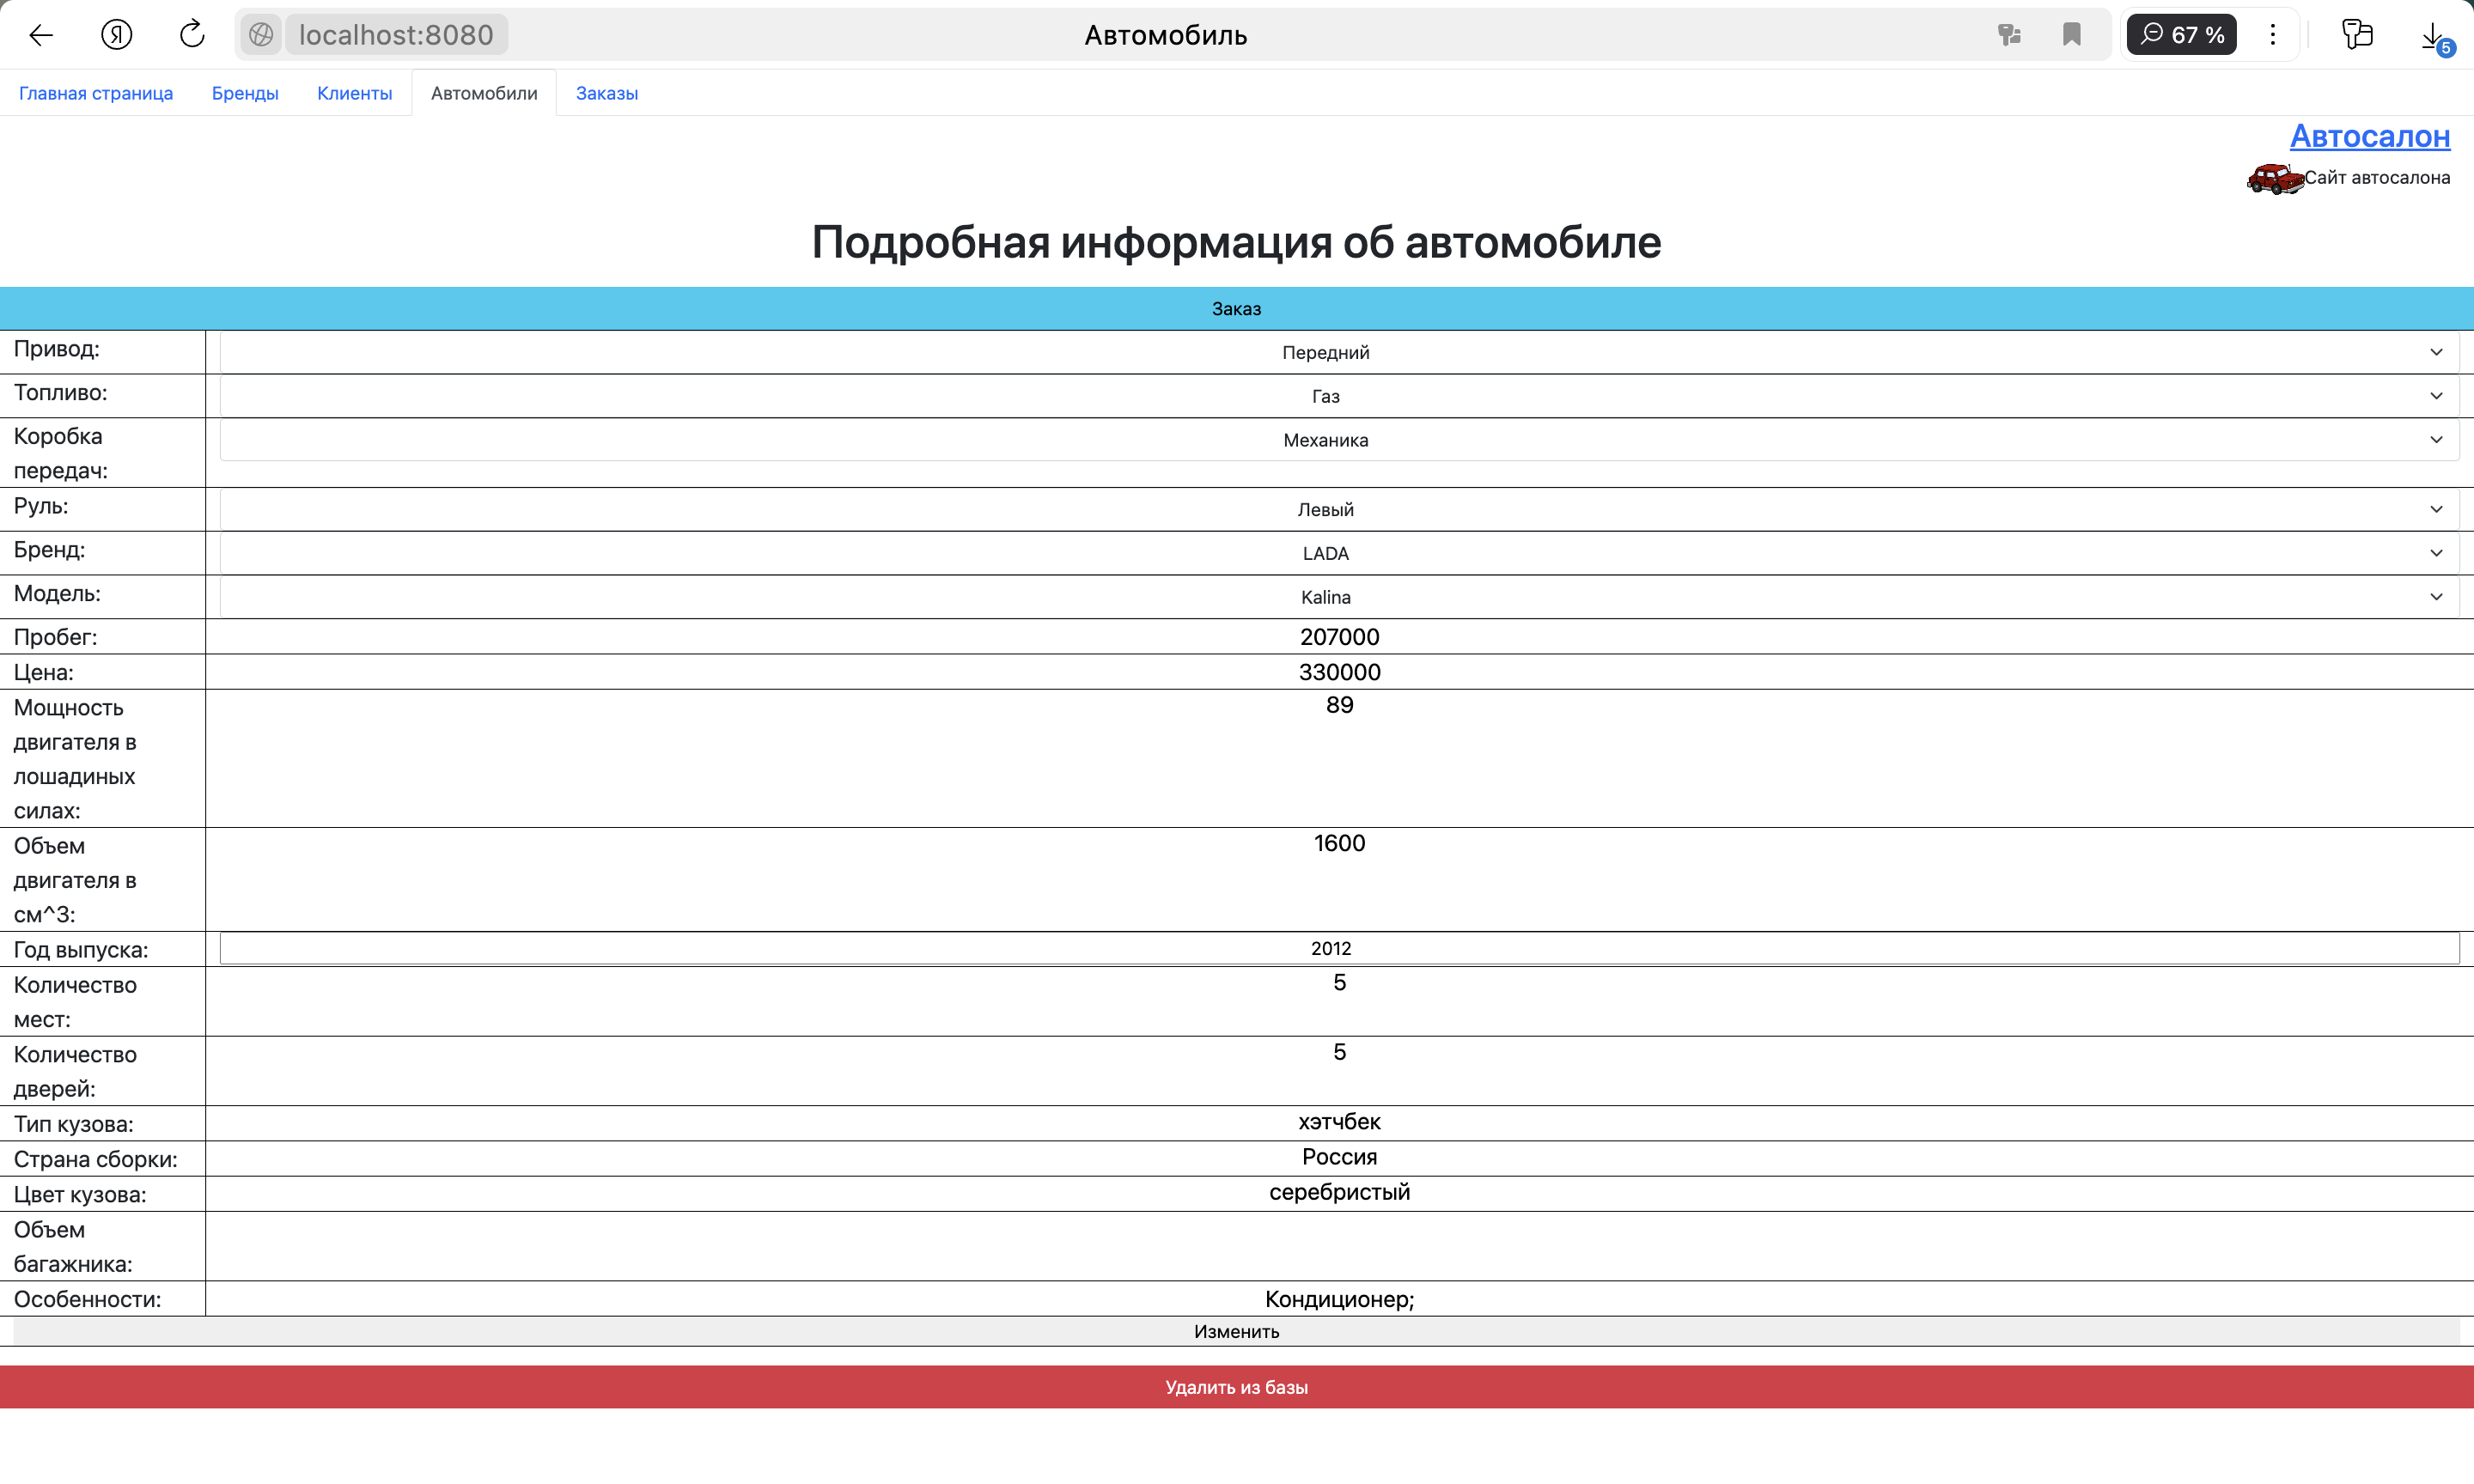 Я localhost:8080 Автомобиль 67 % 5
Главная страница Бренды Клиенты Автомобили Заказы
Автосалон
Сайт автосалона
Подробная информация об автомобиле
Заказ
Привод: Передний
Топливо: Газ
Коробка Механика
передач:
Руль: Левый
Бренд: LADA
Модель: Kalina
Пробег: 207000
Цена: 330000
Мощность 89
двигателя в
лошадиных
силах:
Объем 1600
двигателя в
см^3:
Год выпуска: 2012
Количество 5
мест:
Количество 5
дверей:
Тип кузова: хэтчбек
Страна сборки: Россия
Цвет кузова: серебристый
Объем
багажника:
Особенности: Кондиционер;
Изменить
Удалить из базы